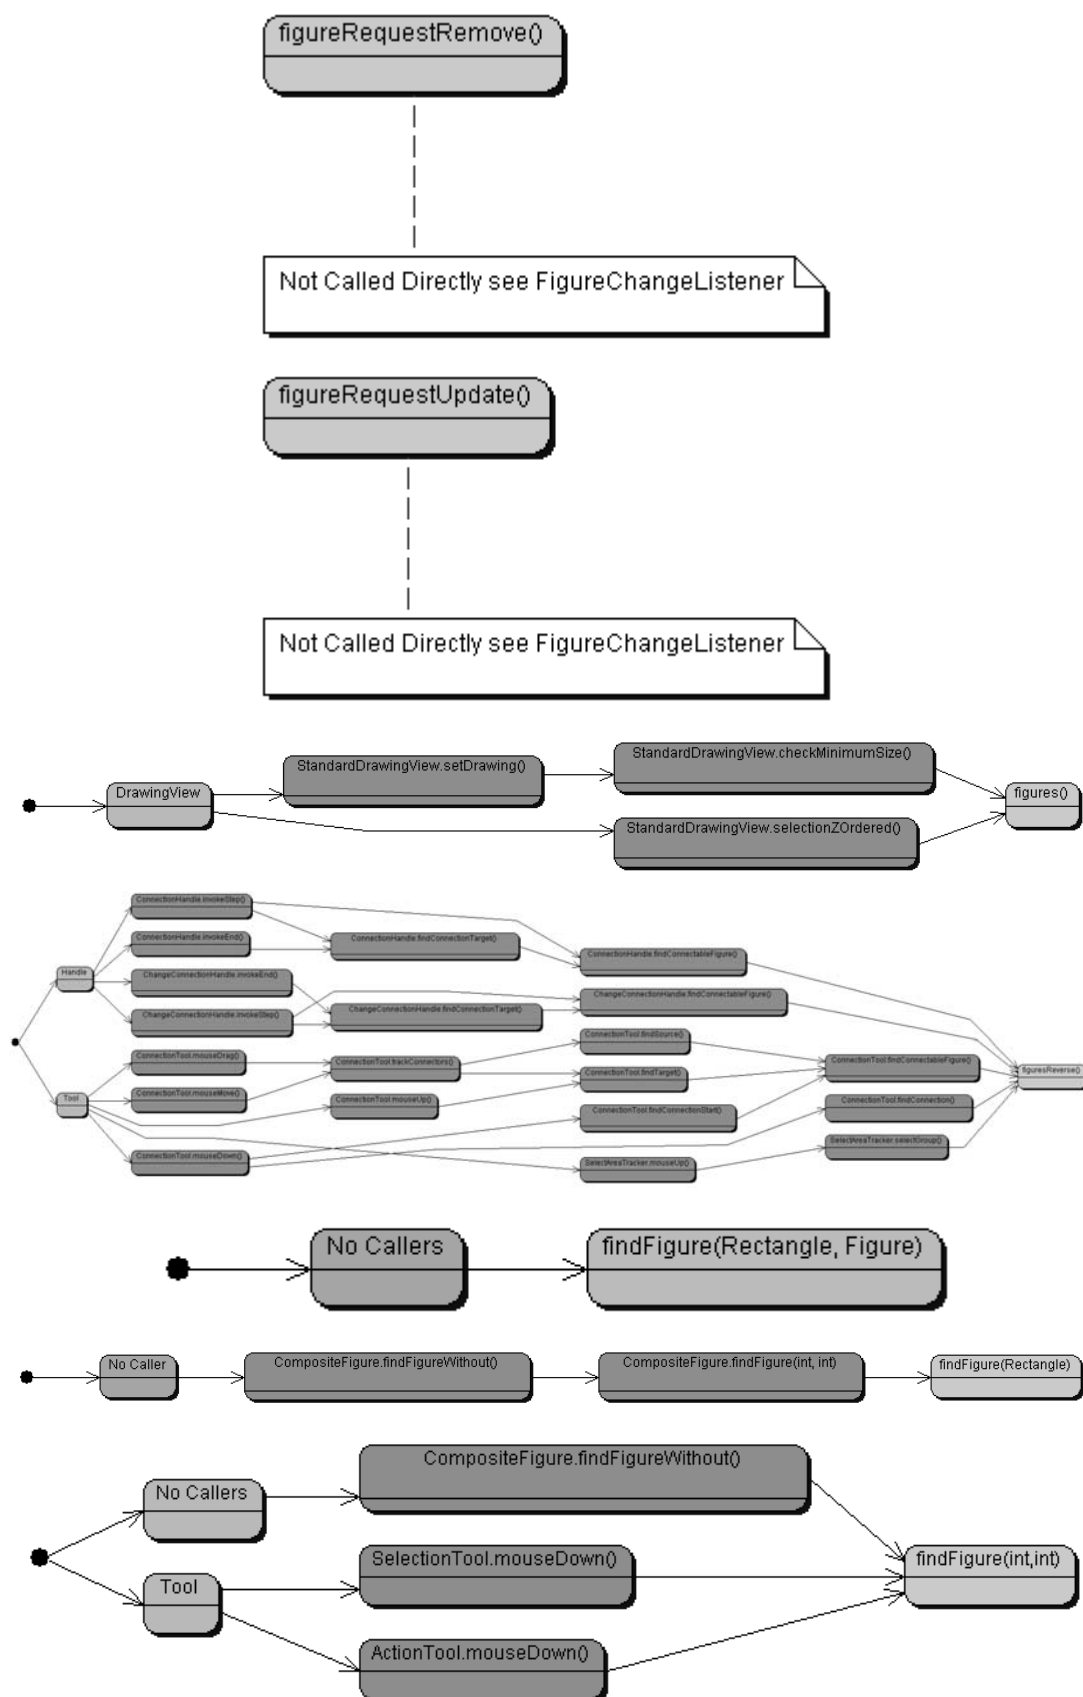 figureRequestRemove()
Not Called Directly see FigureChangeListener
figureRequestUpdate()
Not Called Directly see FigureChangeListener
StandardDrawingView.checkMinimumSize()
StandardDrawingView.setDrawing()
DrawingView
figures()
StandardDrawingView.selectionZOrdered()
ConnectionHandle.invokeStep()
ConnectionHandle.invokeEnd()
ConnectionHandle.findConnectionTarget()
ConnectionHandle.findConnectableFigure()
Handle
ChangeConnectionHandle.invokeEnd()
ChangeConnectionHandle.findConnectableFigure()
ChangeConnectionHandle.invokeStep()
ChangeConnectionHandle.findConnectionTarget()
ConnectionTool.findSource()
ConnectionTool.mouseDrag()
ConnectionTool.trackConnectors()
ConnectionTool.findConnectableFigure()
figuresReverse()
ConnectionTool.findTarget()
Tool
ConnectionTool.mouseMove()
ConnectionTool.mouseUp()
ConnectionTool.findConnection()
ConnectionTool.findConnectionStart()
SelectAreaTracker.selectGroup()
ConnectionTool.mouseDown()
SelectAreaTracker.mouseUp()
No Callers
findFigure(Rectangle, Figure)
No Caller
CompositeFigure.findFigureWithout()
CompositeFigure.findFigure(int, int)
findFigure(Rectangle)
CompositeFigure.findFigureWithout()
No Callers
SelectionTool.mouseDown()
findFigure(int,int)
Tool
ActionTool.mouseDown()